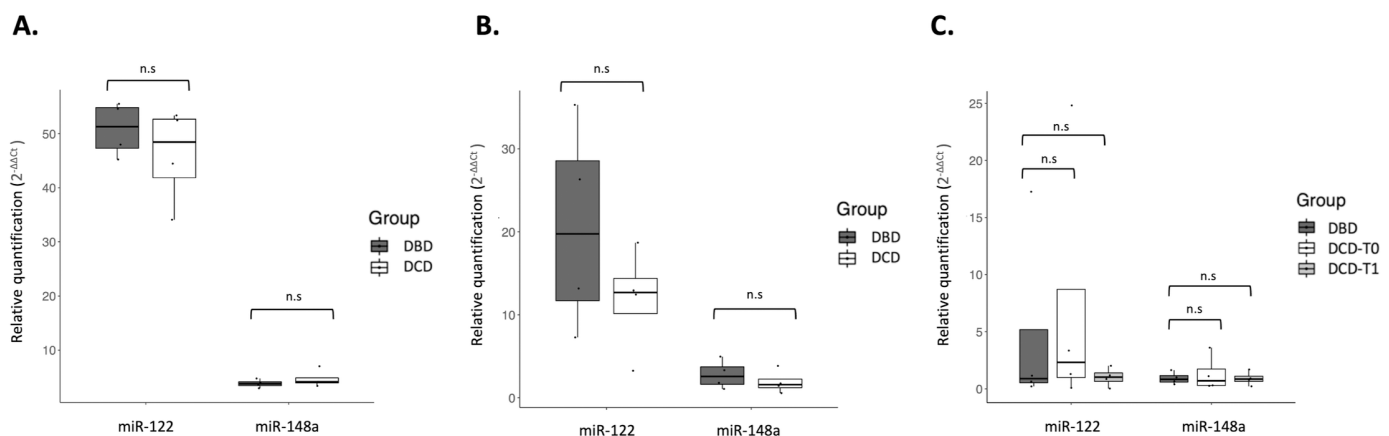 A.
n.s
Relative quantification (2^-ΔΔCt)
50
40
30
20
10
n.s
miR-122
miR-148a
Group
DBD
DCD
B.
n.s
Relative quantification (2^-ΔΔCt)
30
20
10
0
n.s
miR-122
miR-148a
Group
DBD
DCD
C.
Relative quantification (2^-ΔΔCt)
25
20
15
10
5
0
n.s
n.s
n.s
n.s
miR-122
miR-148a
Group
DBD
DCD-T0
DCD-T1